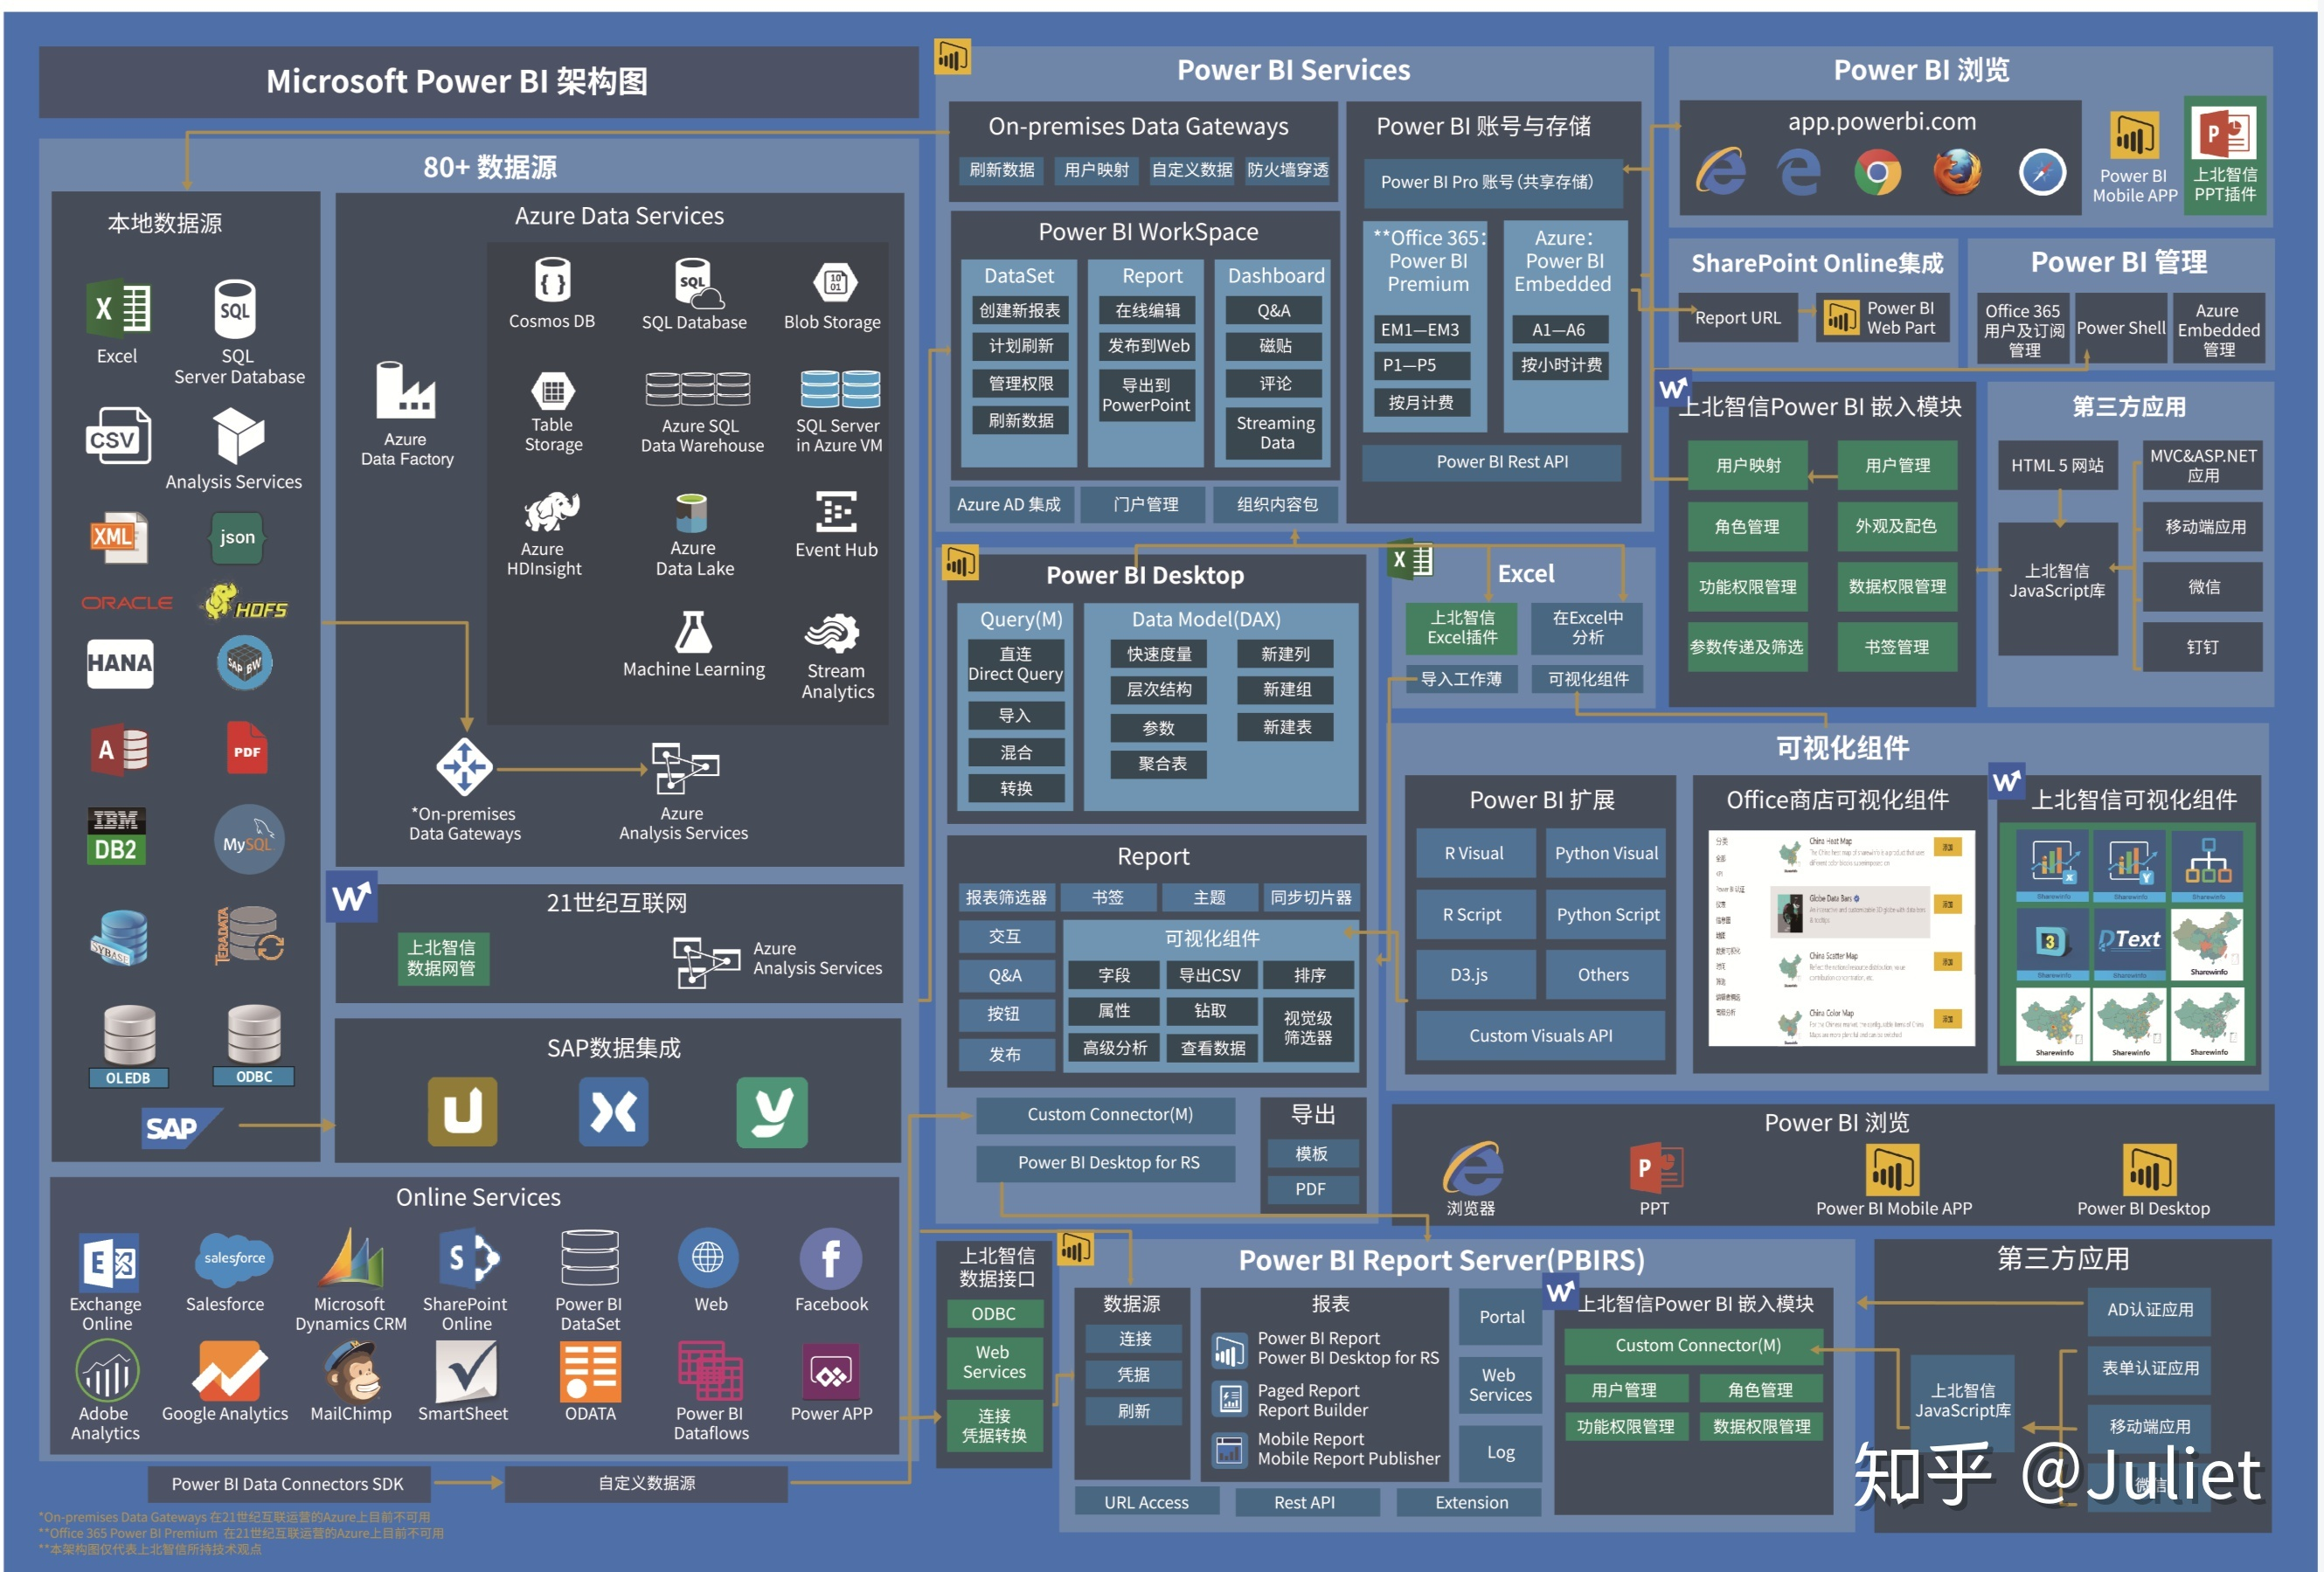 Microsoft Power BI 架构图
80+ 数据源
本地数据源
Excel
SQL
SQL
Server Database
CSV
Analysis Services
XML
json
ORACLE
HDFS
HANA
SAP BW
A
PDF
IBM
DB2
MySQL
SYBASE
TERADATA
OLEDB
ODBC
SAP
Azure Data Services
Azure
Data Factory
Cosmos DB
SQL
SQL Database
10
01
Blob Storage
Table
Storage
Azure SQL
Data Warehouse
SQL Server
in Azure VM
Azure
HDInsight
Azure
Data Lake
Event Hub
Machine Learning
Stream
Analytics
*On-premises
Data Gateways
Azure
Analysis Services
21世纪互联网
上北智信
数据网管
Azure
Analysis Services
SAP数据集成
Online Services
Exchange
Online
salesforce
Salesforce
Microsoft
Dynamics CRM
SharePoint
Online
Power BI
DataSet
Web
Facebook
Adobe
Analytics
Google Analytics
MailChimp
SmartSheet
ODATA
Power BI
Dataflows
Power APP
Power BI Data Connectors SDK
自定义数据源
*On-premises Data Gateways 在21世纪互联运营的Azure上目前不可用
**Office 365 Power BI Premium 在21世纪互联运营的Azure上目前不可用
**本架构图仅代表上北智信所持技术观点
Power BI Services
On-premises Data Gateways
刷新数据
用户映射
自定义数据
防火墙穿透
Power BI WorkSpace
DataSet
创建新报表
计划刷新
管理权限
刷新数据
Report
在线编辑
发布到Web
导出到
PowerPoint
Dashboard
Q&A
磁贴
评论
Streaming
Data
Azure AD 集成
门户管理
组织内容包
Power BI 账号与存储
Power BI Pro 账号(共享存储)
**Office 365:
Power BI
Premium
EM1—EM3
P1—P5
按月计费
Azure:
Power BI
Embedded
A1—A6
按小时计费
Power BI Rest API
Power BI Desktop
Query(M)
直连
Direct Query
导入
混合
转换
Data Model(DAX)
快速度量
新建列
层次结构
新建组
参数
新建表
聚合表
Report
报表筛选器
书签
主题
同步切片器
交互
Q&A
按钮
发布
可视化组件
字段
导出CSV
排序
属性
钻取
视觉级
筛选器
高级分析
查看数据
Custom Connector(M)
Power BI Desktop for RS
导出
模板
PDF
Excel
上北智信
Excel插件
在Excel中
分析
导入工作薄
可视化组件
Power BI 浏览
app.powerbi.com
Power BI
Mobile APP
上北智信
PPT插件
SharePoint Online集成
Report URL
Power BI
Web Part
Power BI 管理
Office 365
用户及订阅
管理
Power Shell
Azure
Embedded
管理
上北智信Power BI 嵌入模块
用户映射
用户管理
角色管理
外观及配色
功能权限管理
数据权限管理
参数传递及筛选
书签管理
第三方应用
HTML 5 网站
上北智信
JavaScript库
MVC&ASP.NET
应用
移动端应用
微信
钉钉
可视化组件
Power BI 扩展
R Visual
Python Visual
R Script
Python Script
D3.js
Others
Custom Visuals API
Office商店可视化组件
China Heat Map
Globe Data Bars
China Scatter Map
China Color Map
上北智信可视化组件
Sharewinfo
Sharewinfo
Sharewinfo
3
DText
Sharewinfo
Sharewinfo
Sharewinfo
Sharewinfo
Sharewinfo
Sharewinfo
Power BI 浏览
浏览器
PPT
Power BI Mobile APP
Power BI Desktop
上北智信
数据接口
ODBC
Web
Services
连接
凭据转换
Power BI Report Server(PBIRS)
数据源
连接
凭据
刷新
报表
Power BI Report
Power BI Desktop for RS
Paged Report
Report Builder
Mobile Report
Mobile Report Publisher
Portal
Web
Services
Log
URL Access
Rest API
Extension
上北智信Power BI 嵌入模块
Custom Connector(M)
用户管理
角色管理
功能权限管理
数据权限管理
第三方应用
上北智信
JavaScript库
AD认证应用
表单认证应用
移动端应用
微信
知乎 @Juliet